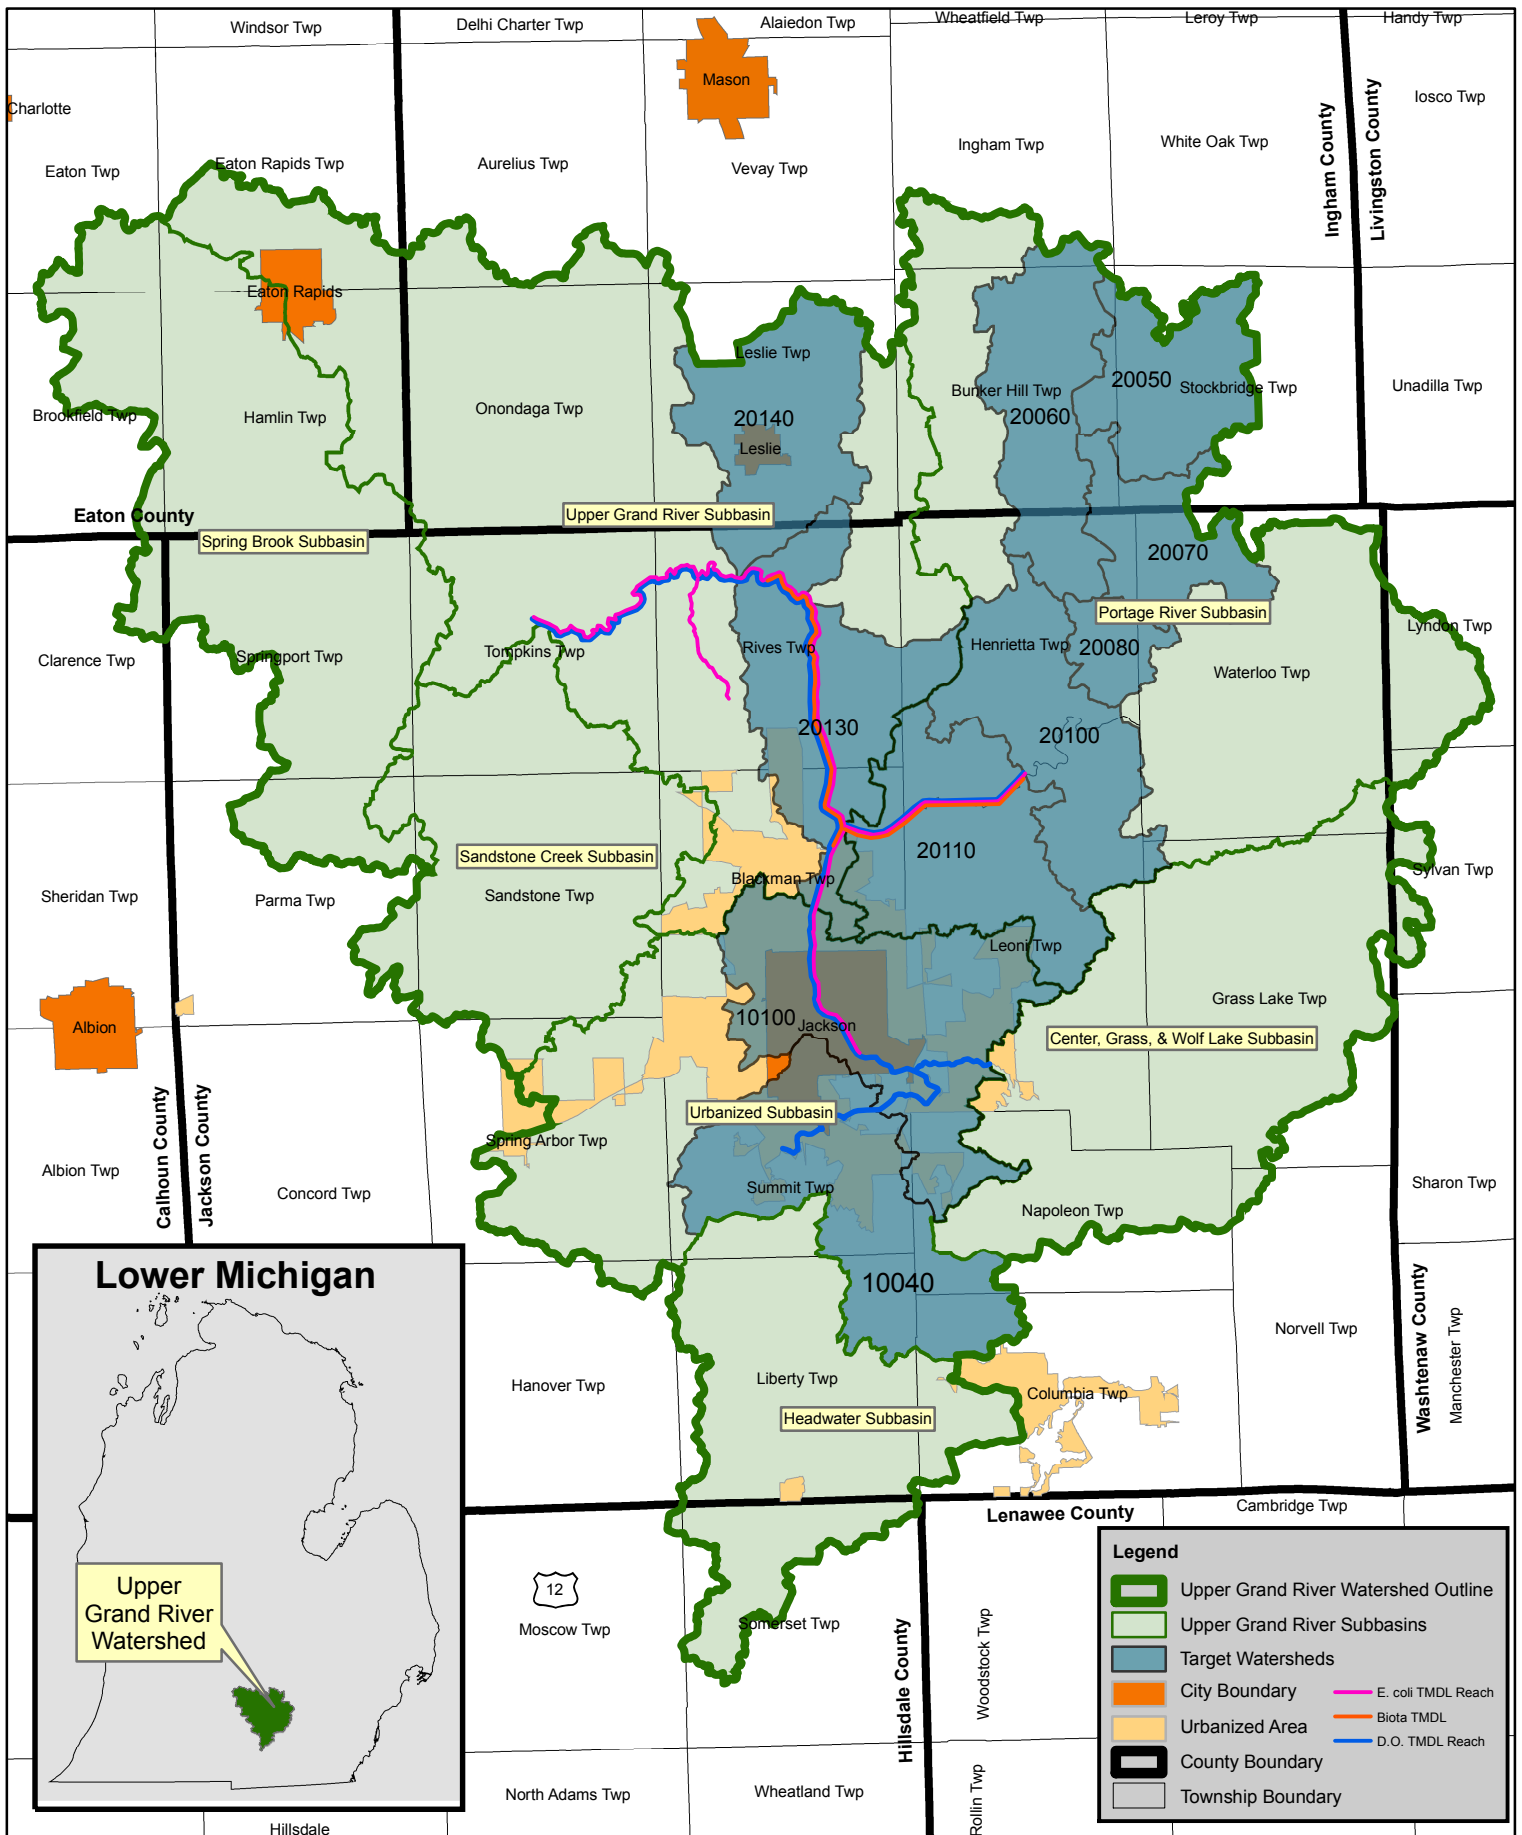 Windsor Twp
Delhi Charter Twp
Alaiedon Twp
Wheatfield Twp
Leroy Twp
Handy Twp
Mason
Charlotte
Iosco Twp
Ingham County
Livingston County
Eaton Twp
Eaton Rapids Twp
Aurelius Twp
Vevay Twp
Ingham Twp
White Oak Twp
Eaton Rapids
Leslie Twp
Brookfield Twp
Hamlin Twp
Onondaga Twp
20140
Leslie
Bunker Hill Twp
20060
20050
Stockbridge Twp
Unadilla Twp
Eaton County
Spring Brook Subbasin
Upper Grand River Subbasin
20070
Portage River Subbasin
Clarence Twp
Springport Twp
Tompkins Twp
Rives Twp
Henrietta Twp
20080
Waterloo Twp
Lyndon Twp
20130
20100
Sandstone Creek Subbasin
20110
Sheridan Twp
Parma Twp
Sandstone Twp
Blackman Twp
Sylvan Twp
Leoni Twp
Albion
10100
Jackson
Grass Lake Twp
Center, Grass, & Wolf Lake Subbasin
Calhoun County
Jackson County
Urbanized Subbasin
Spring Arbor Twp
Albion Twp
Concord Twp
Summit Twp
Napoleon Twp
Sharon Twp
10040
Norvell Twp
Washtenaw County
Manchester Twp
Hanover Twp
Liberty Twp
Columbia Twp
Headwater Subbasin
Lenawee County
Cambridge Twp
12
Moscow Twp
Somerset Twp
Hillsdale County
Woodstock Twp
North Adams Twp
Wheatland Twp
Rollin Twp
Hillsdale
Lower Michigan
Upper
Grand River
Watershed
Legend
Upper Grand River Watershed Outline
Upper Grand River Subbasins
Target Watersheds
City Boundary
Urbanized Area
County Boundary
Township Boundary
E. coli TMDL Reach
Biota TMDL
D.O. TMDL Reach